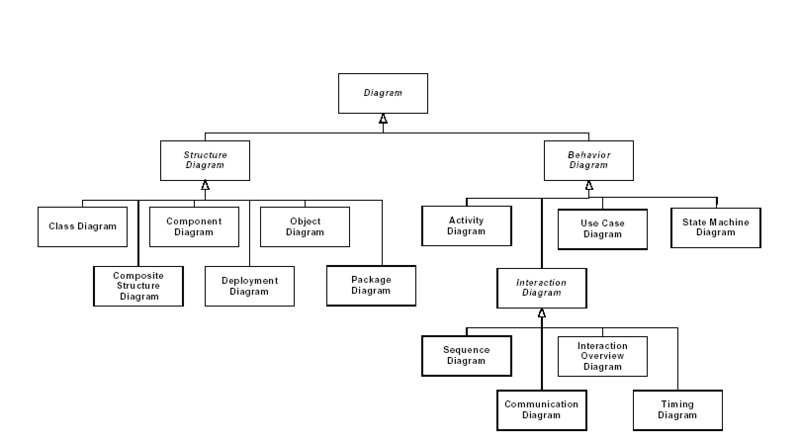 Diagram
Structure
Diagram
Behavior
Diagram
Class Diagram
Component
Diagram
Object
Diagram
Activity
Diagram
Use Case
Diagram
State Machine
Diagram
Composite
Structure
Diagram
Deployment
Diagram
Package
Diagram
Interaction
Diagram
Sequence
Diagram
Interaction
Overview
Diagram
Communication
Diagram
Timing
Diagram